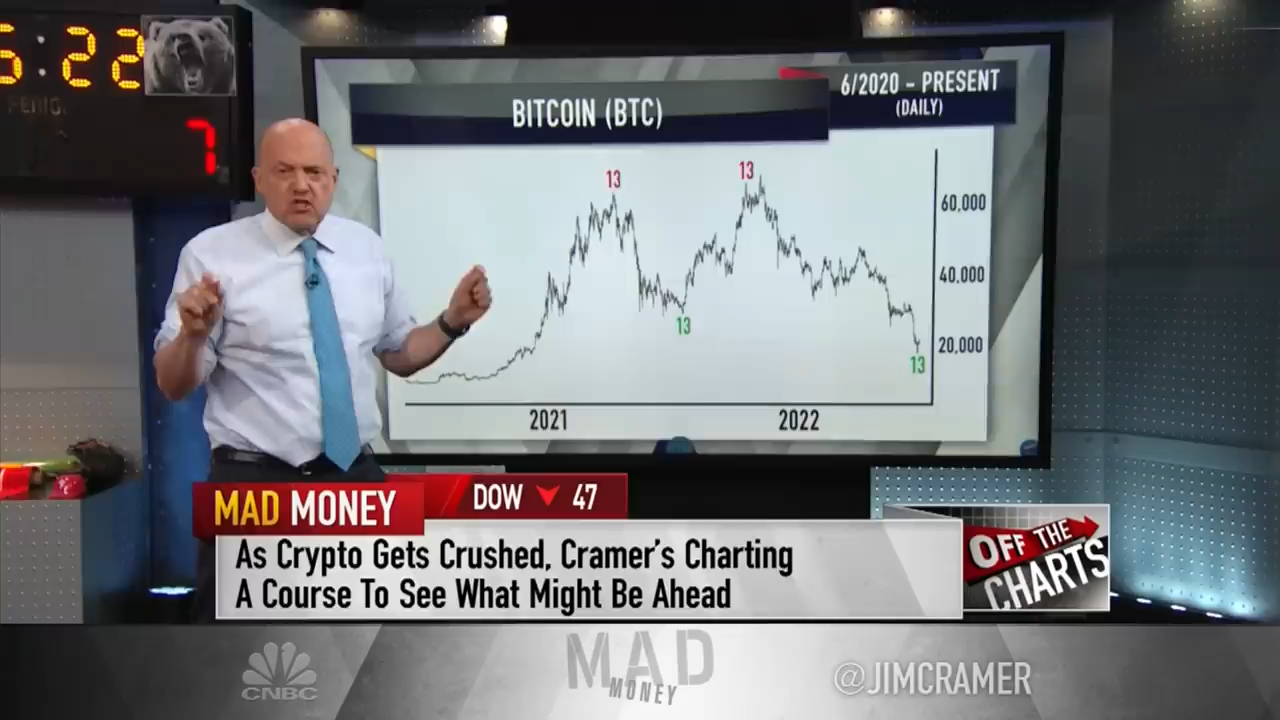 5:22
PENIG.
7
BITCOIN (BTC)
6/2020 – PRESENT
(DAILY)
13
13
13
13
60,000
40,000
20,000
2021
2022
MAD MONEY
DOW ▼ 47
As Crypto Gets Crushed, Cramer's Charting
A Course To See What Might Be Ahead
OFF THE
CHARTS
CNBC
MAD
MONEY
@JIMCRAMER